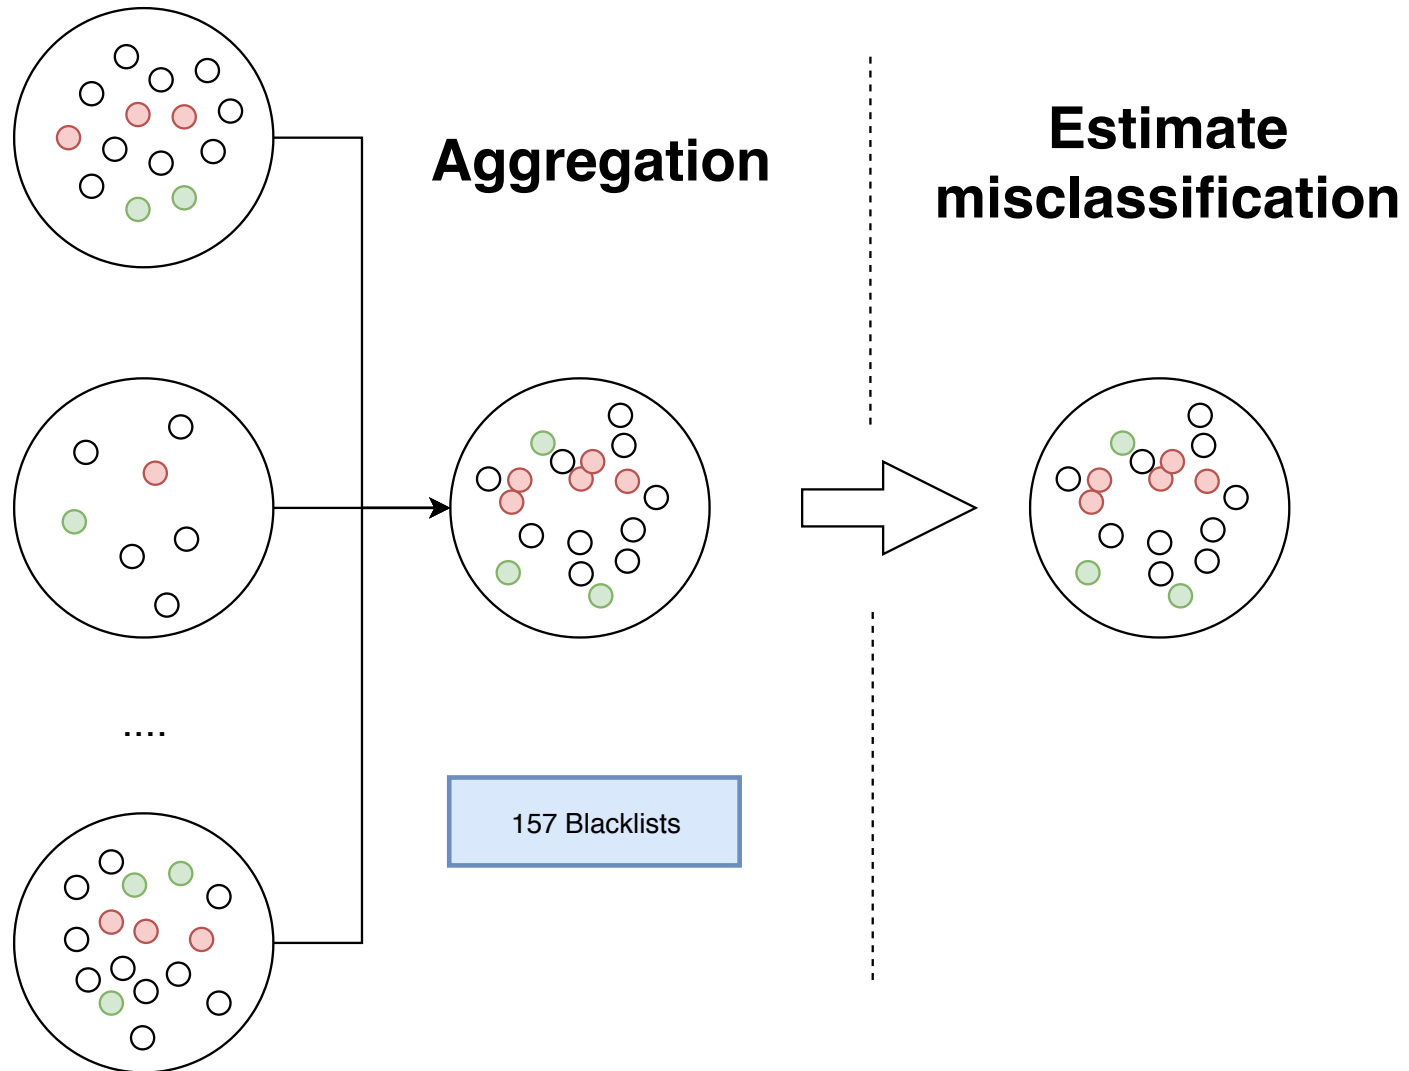 Aggregation
Estimate
misclassification
....
157 Blacklists